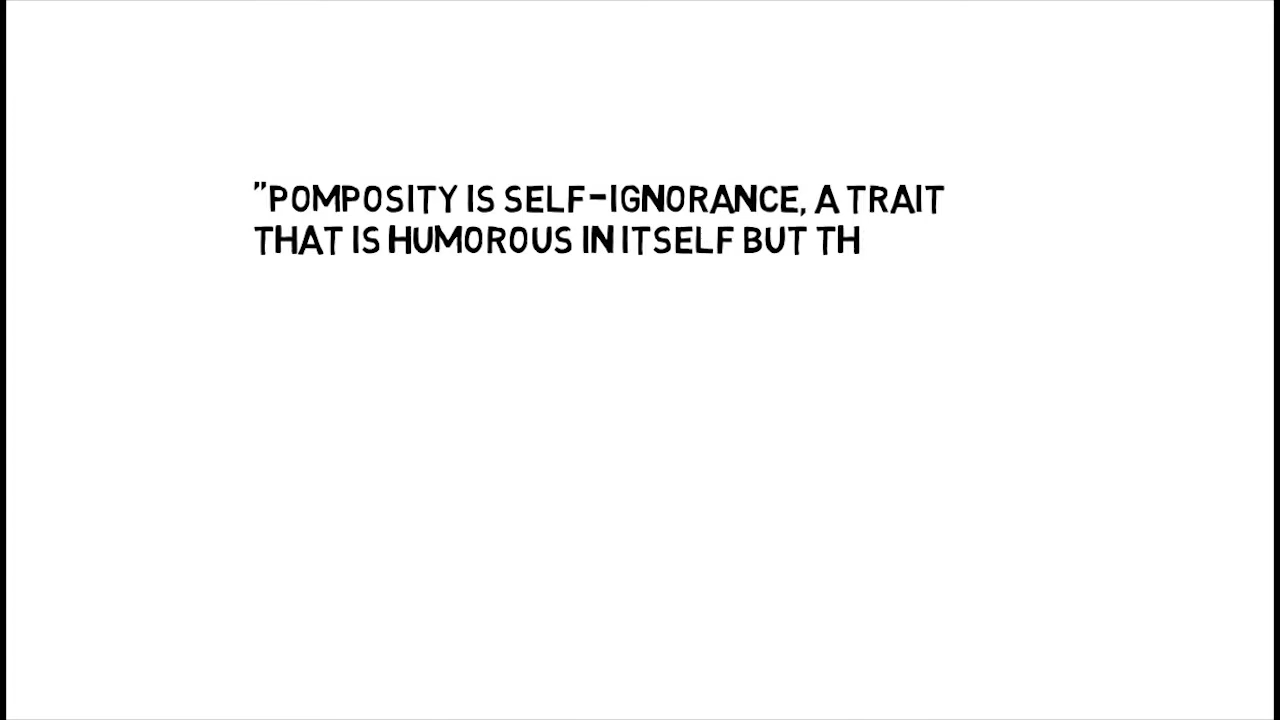 "POMPOSITY IS SELF-IGNORANCE, A TRAIT
THAT IS HUMOROUS IN ITSELF BUT TH